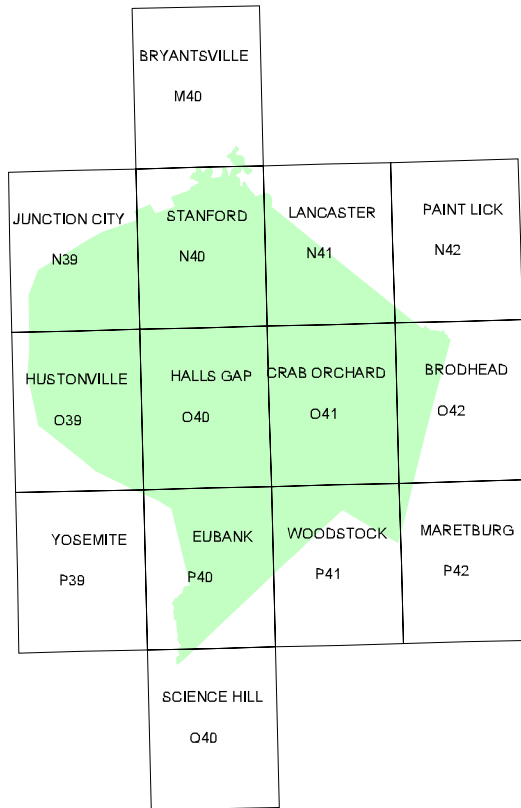 BRYANTSVILLE
M40
JUNCTION CITY
N39
STANFORD
N40
LANCASTER
N41
PAINT LICK
N42
HUSTONVILLE
O39
HALLS GAP
O40
CRAB ORCHARD
O41
BRODHEAD
O42
YOSEMITE
P39
EUBANK
P40
WOODSTOCK
P41
MARETBURG
P42
SCIENCE HILL
Q40